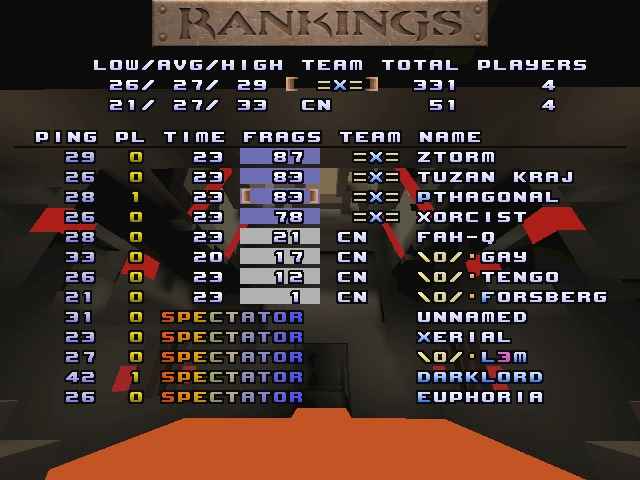 RANKINGS
LOW/AVG/HIGH TEAM TOTAL PLAYERS
26/ 27/ 29 [ =X= ] 331 4
21/ 27/ 33 CN 51 4
PING PL TIME FRAGS TEAM NAME
29 0 23 87 =X= ZTORM
26 0 23 83 =X= TUZAN KRAJ
28 1 23 [ 83 ] =X= PTHAGONAL
26 0 23 78 =X= XORCIST
28 0 23 21 CN FAH-Q
33 0 20 17 CN \O/·GAY
26 0 23 12 CN \O/·TENGO
21 0 23 1 CN \O/·FORSBERG
31 0 SPECTATOR UNNAMED
23 0 SPECTATOR XERIAL
27 0 SPECTATOR \O/·L3M
42 1 SPECTATOR DARKLORD
26 0 SPECTATOR EUPHORIA